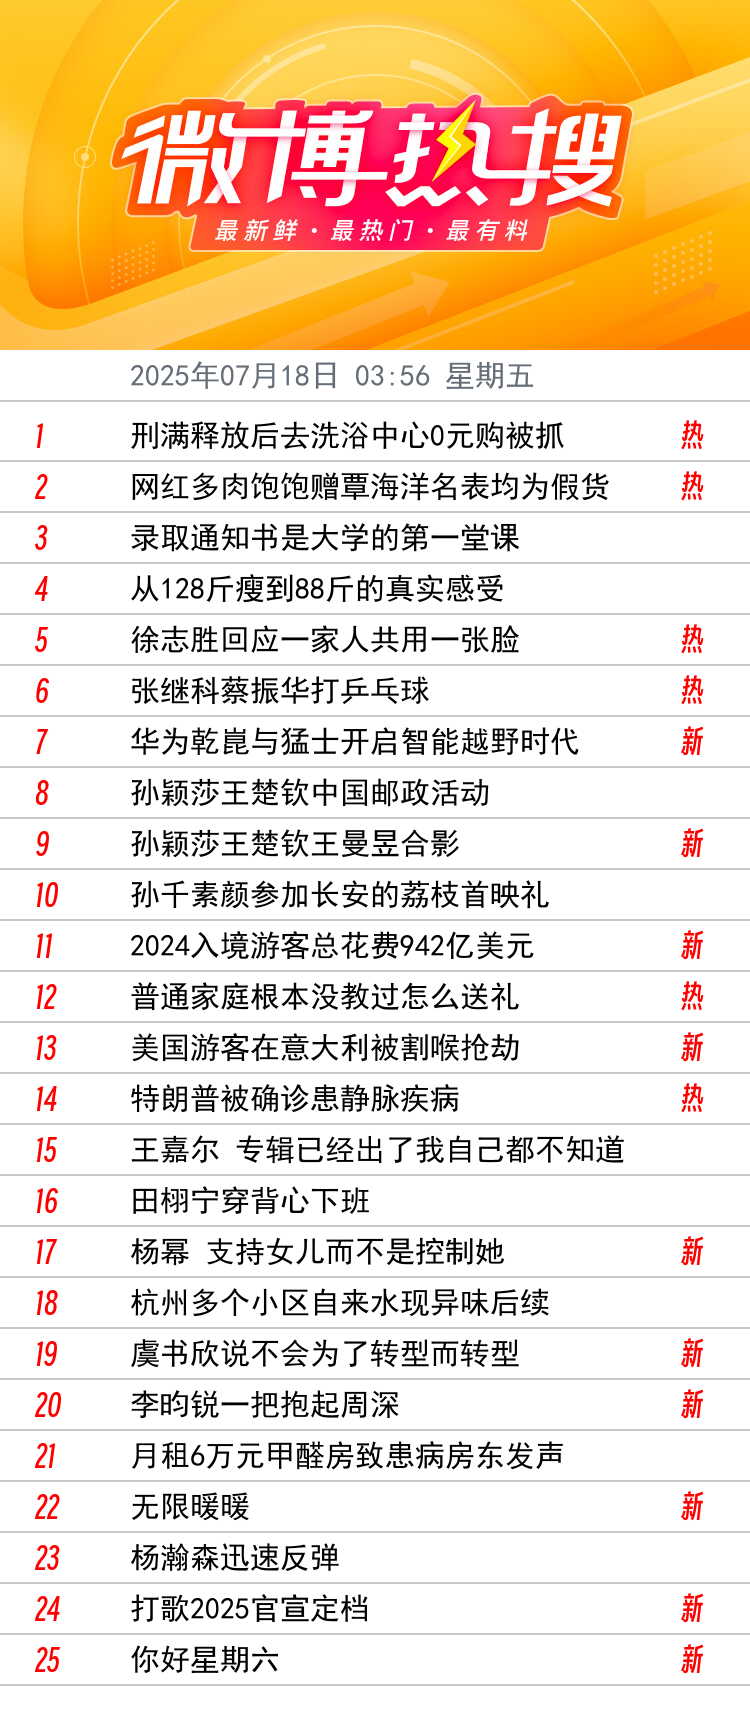 微博热搜
最新鲜·最热门·最有料
2025年07月18日 03:56 星期五
1 刑满释放后去洗浴中心0元购被抓 热
2 网红多肉饱饱赠覃海洋名表均为假货 热
3 录取通知书是大学的第一堂课
4 从128斤瘦到88斤的真实感受
5 徐志胜回应一家人共用一张脸 热
6 张继科蔡振华打乒乓球 热
7 华为乾崑与猛士开启智能越野时代 新
8 孙颖莎王楚钦中国邮政活动
9 孙颖莎王楚钦王曼昱合影 新
10 孙千素颜参加长安的荔枝首映礼
11 2024入境游客总花费942亿美元 新
12 普通家庭根本没教过怎么送礼 热
13 美国游客在意大利被割喉抢劫 新
14 特朗普被确诊患静脉疾病 热
15 王嘉尔 专辑已经出了我自己都不知道
16 田栩宁穿背心下班
17 杨幂 支持女儿而不是控制她 新
18 杭州多个小区自来水现异味后续
19 虞书欣说不会为了转型而转型 新
20 李昀锐一把抱起周深 新
21 月租6万元甲醛房致患病房东发声
22 无限暖暖 新
23 杨瀚森迅速反弹
24 打歌2025官宣定档 新
25 你好星期六 新